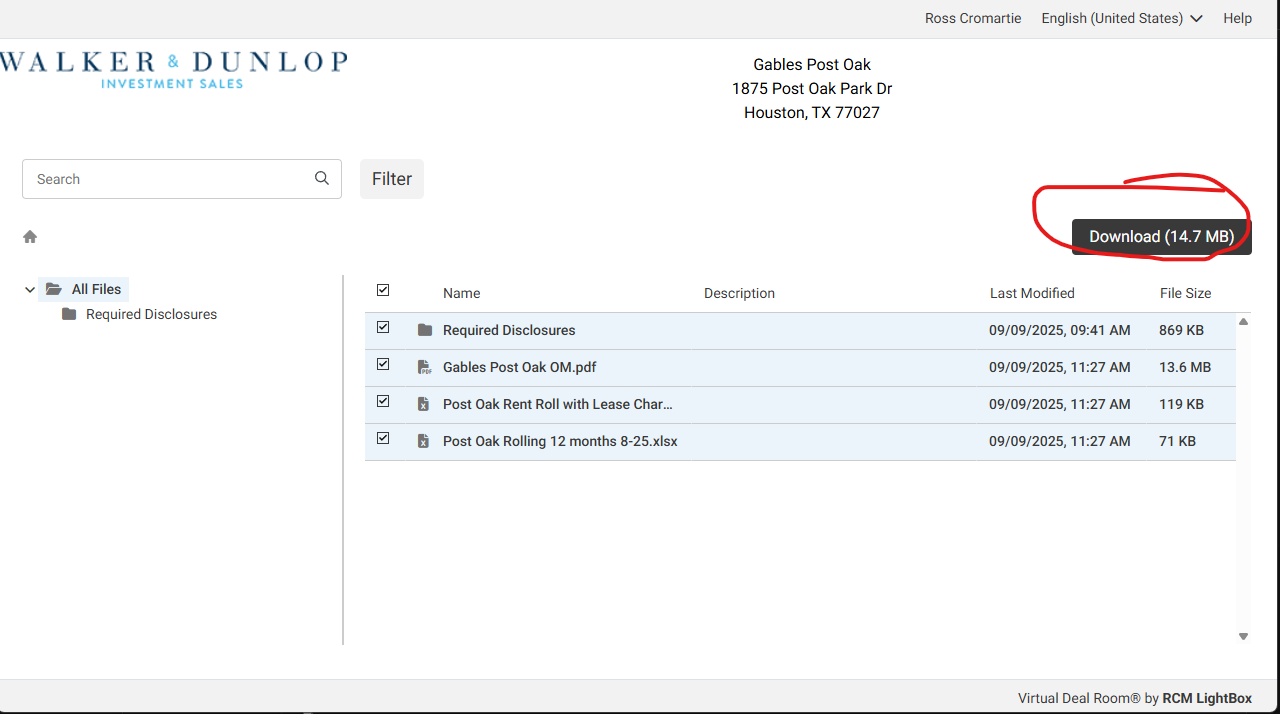 Ross Cromartie English (United States) Help
WALKER & DUNLOP
INVESTMENT SALES
Gables Post Oak
1875 Post Oak Park Dr
Houston, TX 77027
Search
Filter
Download (14.7 MB)
All Files
Required Disclosures
Name Description Last Modified File Size
Required Disclosures 09/09/2025, 09:41 AM 869 KB
Gables Post Oak OM.pdf 09/09/2025, 11:27 AM 13.6 MB
Post Oak Rent Roll with Lease Char... 09/09/2025, 11:27 AM 119 KB
Post Oak Rolling 12 months 8-25.xlsx 09/09/2025, 11:27 AM 71 KB
Virtual Deal Room® by RCM LightBox